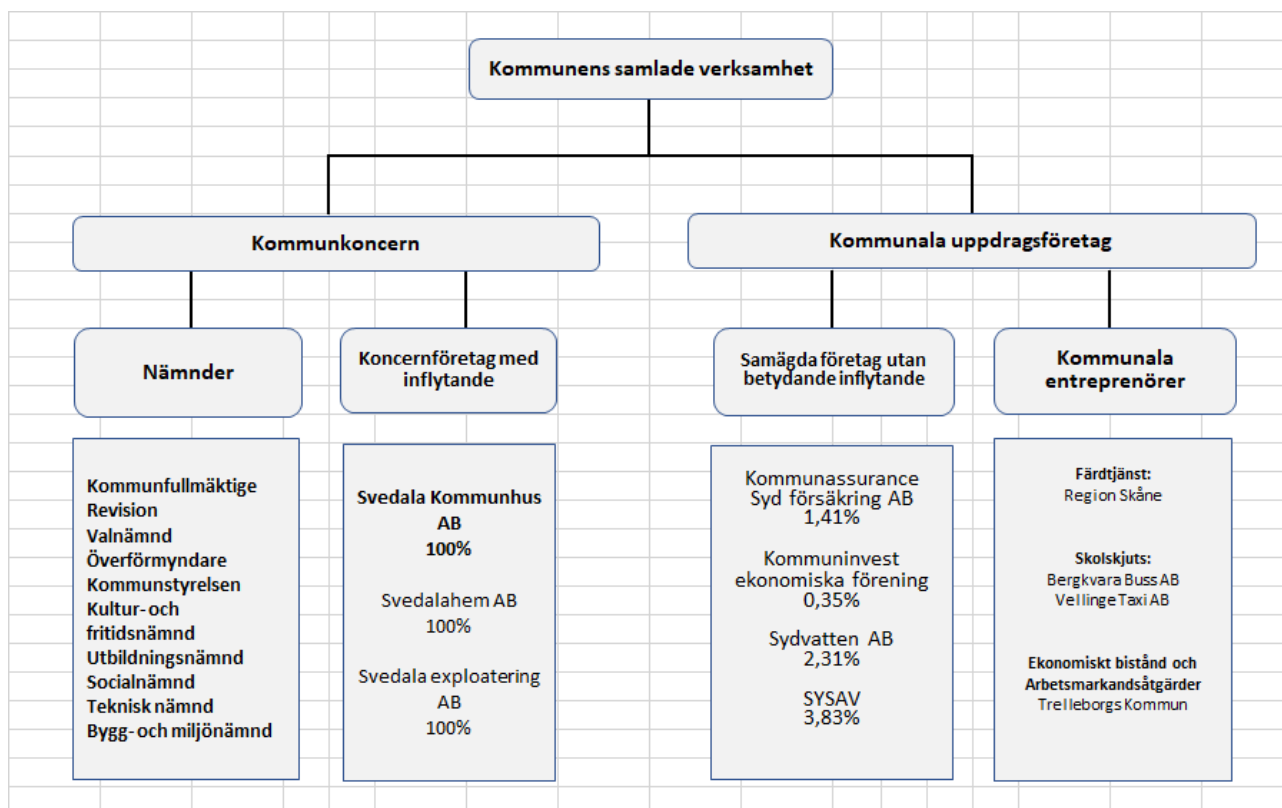 Kommunens samlade verksamhet
Kommunkoncern
Kommunala uppdragsföretag
Nämnder
Koncernföretag med
inflytande
Samägda företag utan
betydande inflytande
Kommunala
entreprenörer
Kommunfullmäktige
Revision
Valnämnd
Överförmyndare
Kommunstyrelsen
Kultur- och
fritidsnämnd
Utbildningsnämnd
Socialnämnd
Teknisk nämnd
Bygg- och miljönämnd
Svedala Kommunhus
AB
100%
Svedalahem AB
100%
Svedala exploatering
AB
100%
Kommunassurance
Syd försäkring AB
1,41%
Kommuninvest
ekonomiska förening
0,35%
Sydvatten AB
2,31%
SYSAV
3,83%
Färdtjänst:
Region Skåne
Skolskjuts:
Bergkvara Buss AB
Vellinge Taxi AB
Ekonomiskt bistånd och
Arbetsmarkandsåtgärder
Trelleborgs Kommun